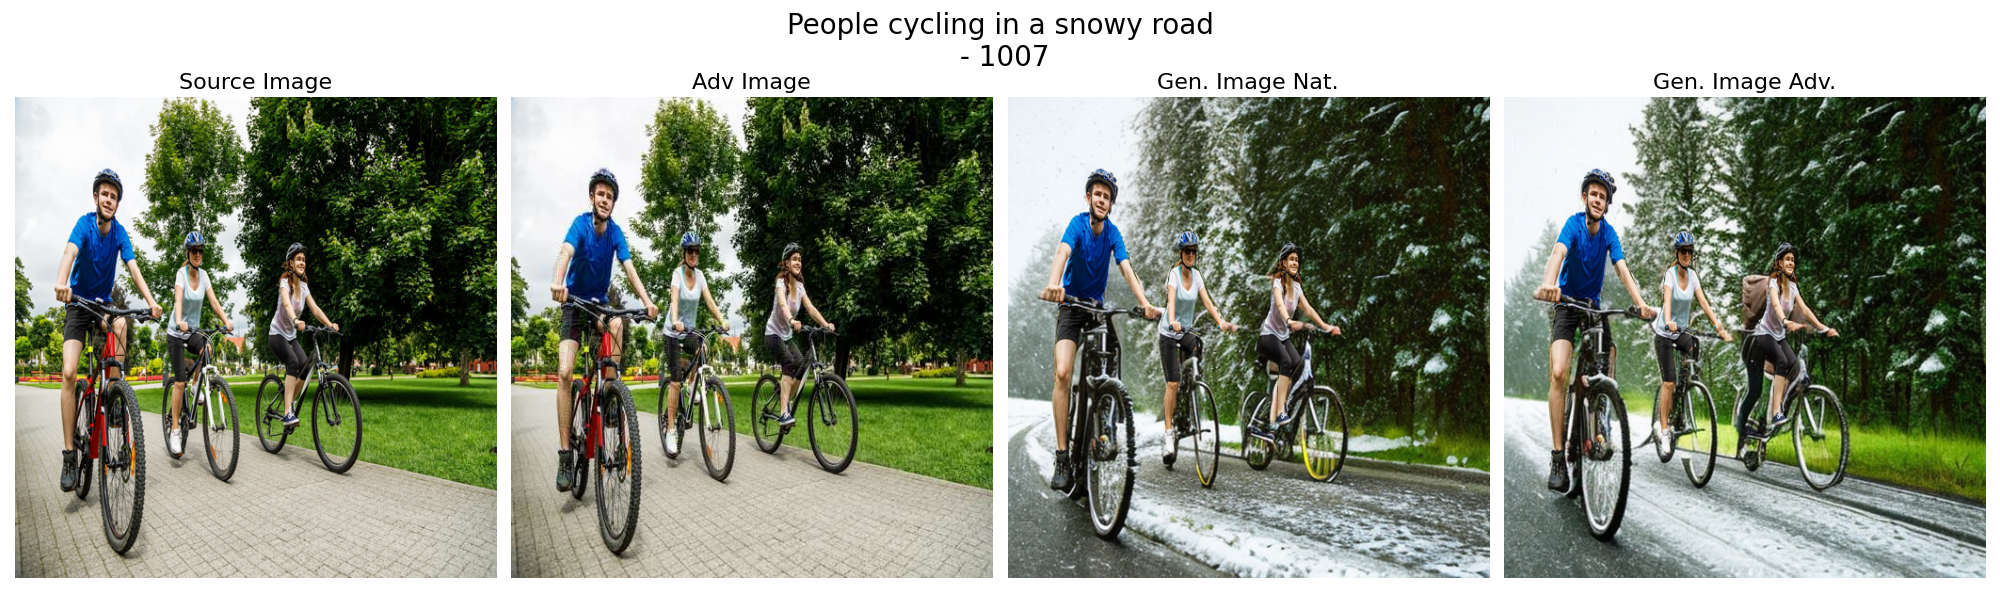 People cycling in a snowy road
- 1007
Source Image
Adv Image
Gen. Image Nat.
Gen. Image Adv.